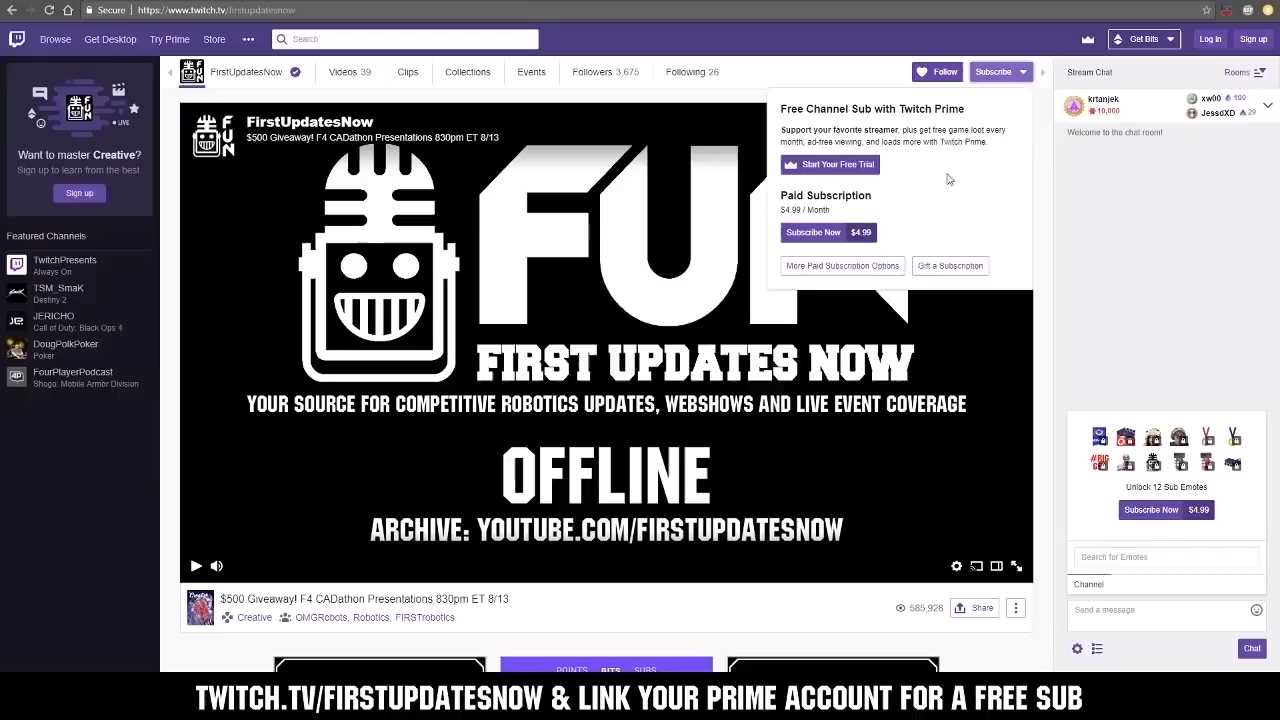 Secure
https://www.twitch.tv/firstupdatesnow
Browse
Get Desktop
Try Prime
Store
Search
Get Bits
Log in
Sign up
FUN
LIVE
Want to master Creative?
Sign up to learn from the best
Sign up
Featured Channels
TwitchPresents
Always On
TSM_SmaK
Destiny 2
JERICHO
Call of Duty: Black Ops 4
DougPolkPoker
Poker
FourPlayerPodcast
Shogo: Mobile Armor Division
FirstUpdatesNow
Videos 39
Clips
Collections
Events
Followers 3,675
Following 26
Follow
Subscribe
FUN
FirstUpdatesNow
$500 Giveaway! F4 CADathon Presentations 830pm ET 8/13
Free Channel Sub with Twitch Prime
Support your favorite streamer, plus get free game loot every
month, ad-free viewing, and loads more with Twitch Prime.
Start Your Free Trial
Paid Subscription
$4.99 / Month
Subscribe Now $4.99
More Paid Subscription Options
Gift a Subscription
FUN
FIRST UPDATES NOW
YOUR SOURCE FOR COMPETITIVE ROBOTICS UPDATES, WEBSHOWS AND LIVE EVENT COVERAGE
OFFLINE
ARCHIVE: YOUTUBE.COM/FIRSTUPDATESNOW
$500 Giveaway! F4 CADathon Presentations 830pm ET 8/13
Creative
OMGRobots, Robotics, FIRSTrobotics
585,928
Share
POINTS
BITS
SUBS
Stream Chat
Rooms
krtanjek
10,000
xw00 100
JessdXD 29
Welcome to the chat room!
Unlock 12 Sub Emotes
Subscribe Now $4.99
Search for Emotes
Channel
Send a message
Chat
TWITCH.TV/FIRSTUPDATESNOW & LINK YOUR PRIME ACCOUNT FOR A FREE SUB